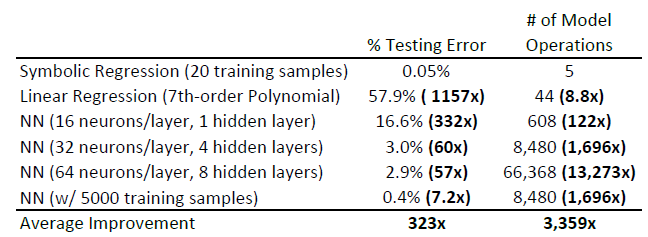 # of Model
% Testing Error Operations
Symbolic Regression (20 training samples) 0.05% 5
Linear Regression (7th-order Polynomial) 57.9% ( 1157x) 44 (8.8x)
NN (16 neurons/layer, 1 hidden layer) 16.6% (332x) 608 (122x)
NN (32 neurons/layer, 4 hidden layers) 3.0% (60x) 8,480 (1,696x)
NN (64 neurons/layer, 8 hidden layers) 2.9% (57x) 66,368 (13,273x)
NN (w/ 5000 training samples) 0.4% (7.2x) 8,480 (1,696x)
Average Improvement 323x 3,359x